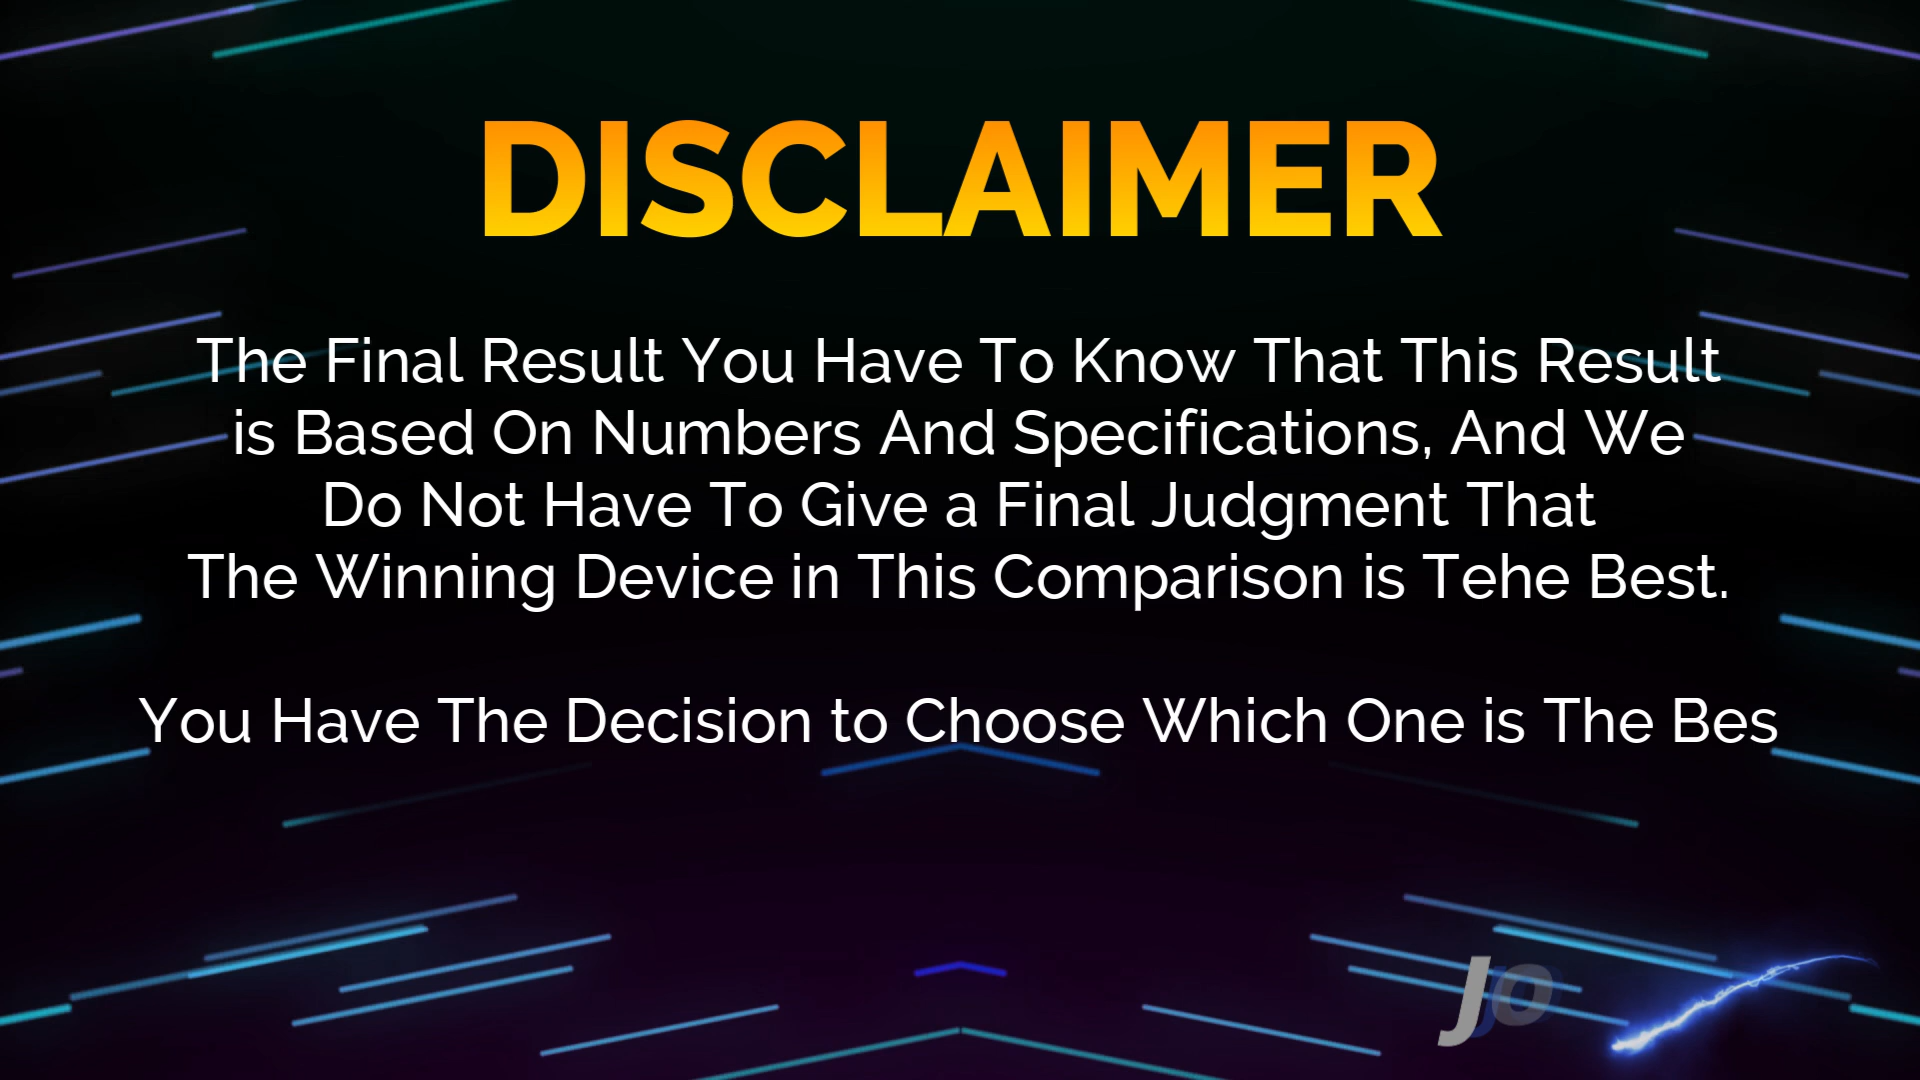 DISCLAIMER
The Final Result You Have To Know That This Result
is Based On Numbers And Specifications, And We
Do Not Have To Give a Final Judgment That
The Winning Device in This Comparison is Tehe Best.
You Have The Decision to Choose Which One is The Bes
JO